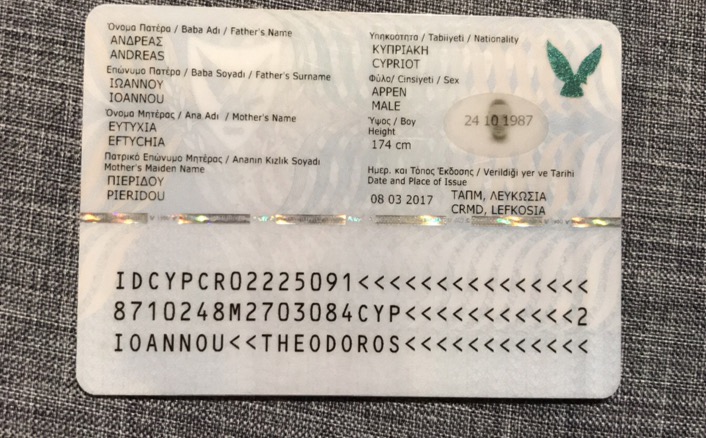 Όνομα Πατέρα / Baba Adı / Father's Name
ΑΝΔΡΕΑΣ
ANDREAS
Επώνυμο Πατέρα / Baba Soyadı / Father's Surname
ΙΩΑΝΝΟΥ
IOANNOU
Όνομα Μητέρας / Ana Adı / Mother's Name
ΕΥΤΥΧΙΑ
EFTYCHIA
Πατρικό Επώνυμο Μητέρας / Ananın Kızlık Soyadı
Mother's Maiden Name
ΠΙΕΡΙΔΟΥ
PIERIDOU
Υπηκοότητα / Tabiiyeti / Nationality
ΚΥΠΡΙΑΚΗ
CYPRIOT
Φύλο/ Cinsiyeti / Sex
ΑΡΡΕΝ
MALE
Ύψος / Boy
Height
174 cm
24 10 1987
Ημερ. και Τόπος Έκδοσης / Verildiği yer ve Tarihi
Date and Place of Issue
08 03 2017 ΤΑΠΜ, ΛΕΥΚΩΣΙΑ
CRMD, LEFKOSIA
IDCYPCR02225091<<<<<<<<<<<<<<<
8710248M2703084CYP<<<<<<<<<<<2
IOANNOU<<THEODOROS<<<<<<<<<<<<